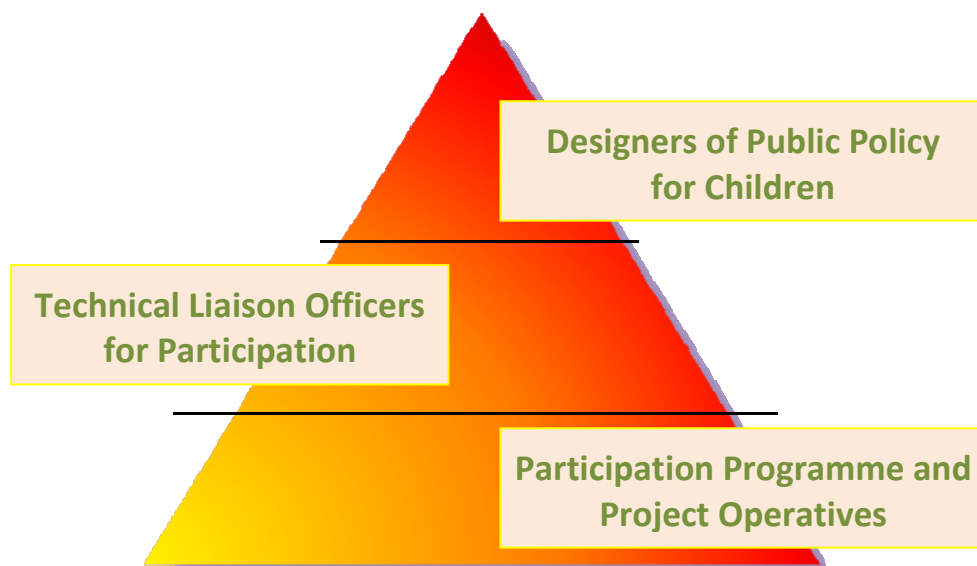 Designers of Public Policy
for Children
Technical Liaison Officers
for Participation
Participation Programme and
Project Operatives